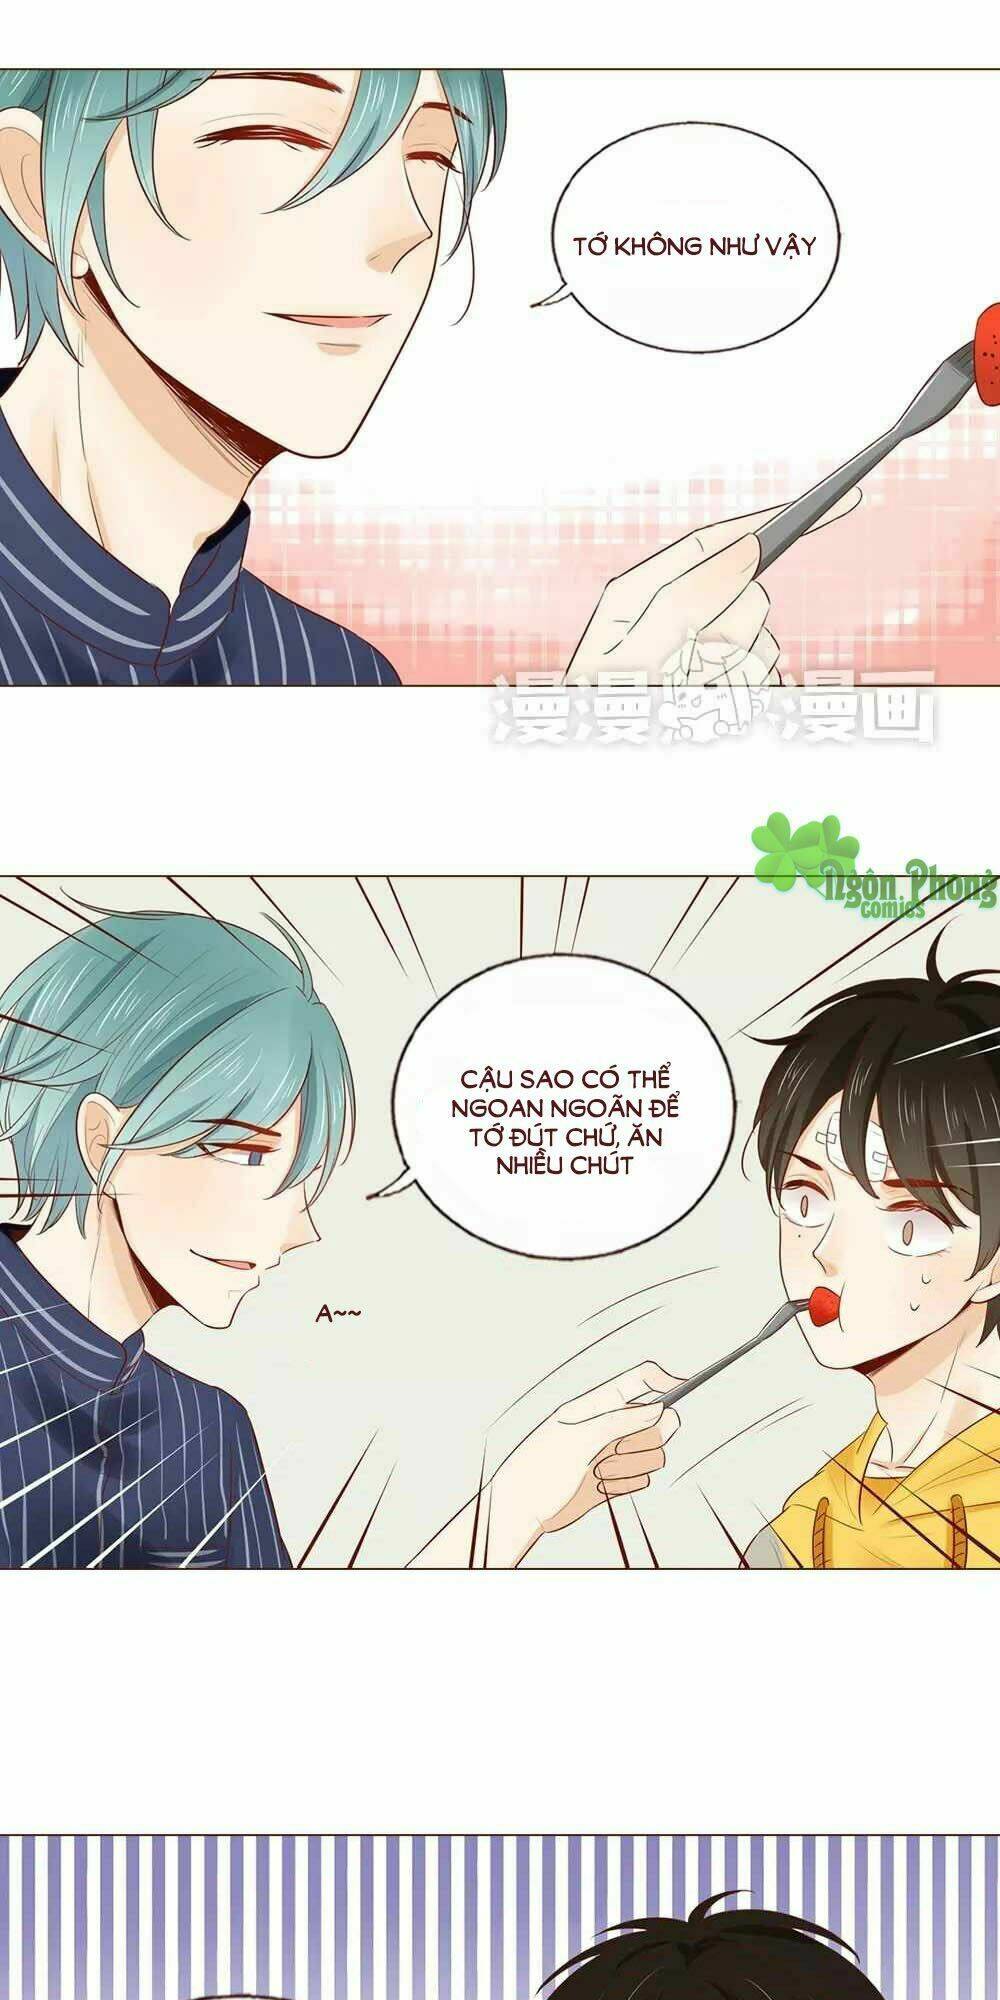 TỚ KHÔNG NHƯ VẬY
漫漫漫画
Ngôn Phong
comics
CẬU SAO CÓ THỂ
NGOAN NGOÃN ĐỂ
TỚ ĐÚT CHỨ, ĂN
NHIỀU CHÚT
A~~